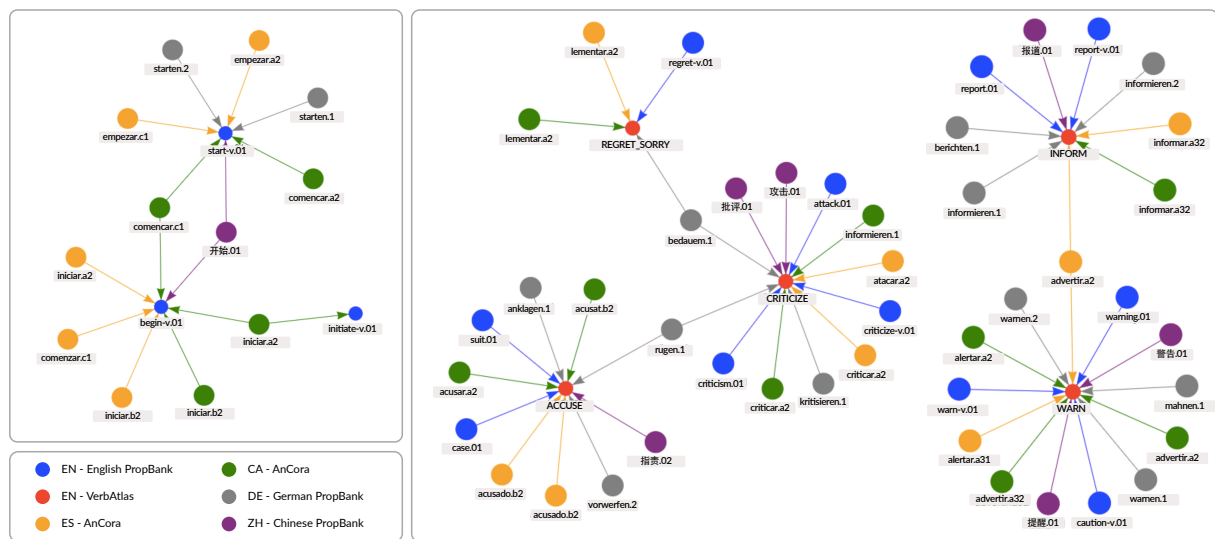 empezar.a2
starten.2
starten.1
empezar.c1
start-v.01
comencar.a2
comencar.c1
开始.01
iniciar.a2
begin-v.01
initiate-v.01
iniciar.a2
comenzar.c1
iniciar.b2
iniciar.b2
EN - English PropBank
CA - AnCora
EN - VerbAtlas
DE - German PropBank
ES - AnCora
ZH - Chinese PropBank
lementar.a2
regret-v.01
lementar.a2
REGRET_SORRY
bedauem.1
批评.01
攻击.01
attack.01
informieren.1
atacar.a2
CRITICIZE
criticize-v.01
criticar.a2
kritisieren.1
criticar.a2
criticism.01
rugen.1
anklagen.1
acusat.b2
suit.01
acusar.a2
ACCUSE
case.01
acusado.b2
acusado.b2
vorwerfen.2
指责.02
报道.01
report-v.01
report.01
informieren.2
berichten.1
INFORM
informar.a32
informieren.1
informar.a32
advertir.a2
warnen.2
warning.01
alertar.a2
警告.01
warn-v.01
WARN
mahnen.1
alertar.a31
advertir.a2
advertir.a32
warnen.1
提醒.01
caution-v.01